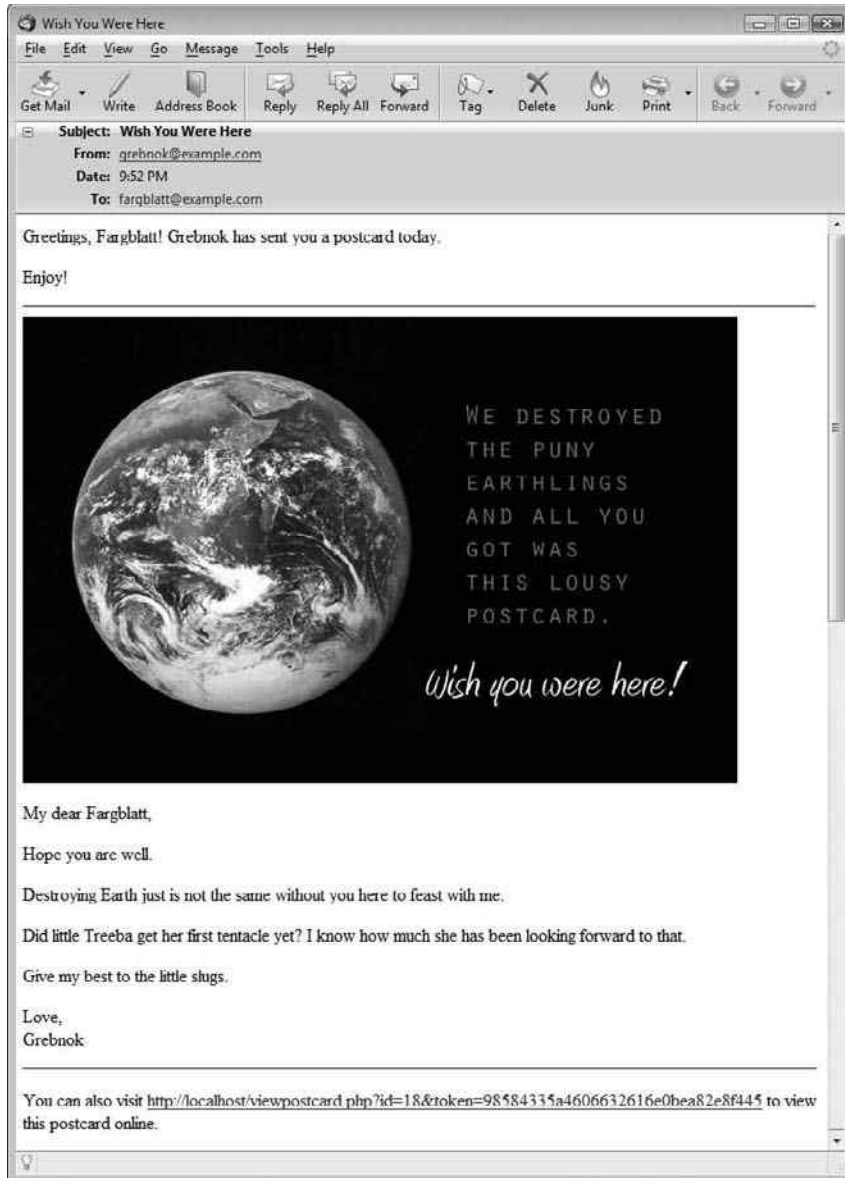 Wish You Were Here
File Edit View Go Message Tools Help
Get Mail Write Address Book Reply Reply All Forward Tag Delete Junk Print Back Forward
Subject: Wish You Were Here
From: grebnok@example.com
Date: 9:52 PM
To: fargblatt@example.com
Greetings, Fargblatt! Grebnok has sent you a postcard today.
Enjoy!
WE DESTROYED
THE PUNY
EARTHLINGS
AND ALL YOU
GOT WAS
THIS LOUSY
POSTCARD.
Wish you were here!
My dear Fargblatt,
Hope you are well.
Destroying Earth just is not the same without you here to feast with me.
Did little Treeba get her first tentacle yet? I know how much she has been looking forward to that.
Give my best to the little slugs.
Love,
Grebnok
You can also visit http://localhost/viewpostcard.php?id=18&token=98584335a4606632616e0bea82e8f445 to view
this postcard online.